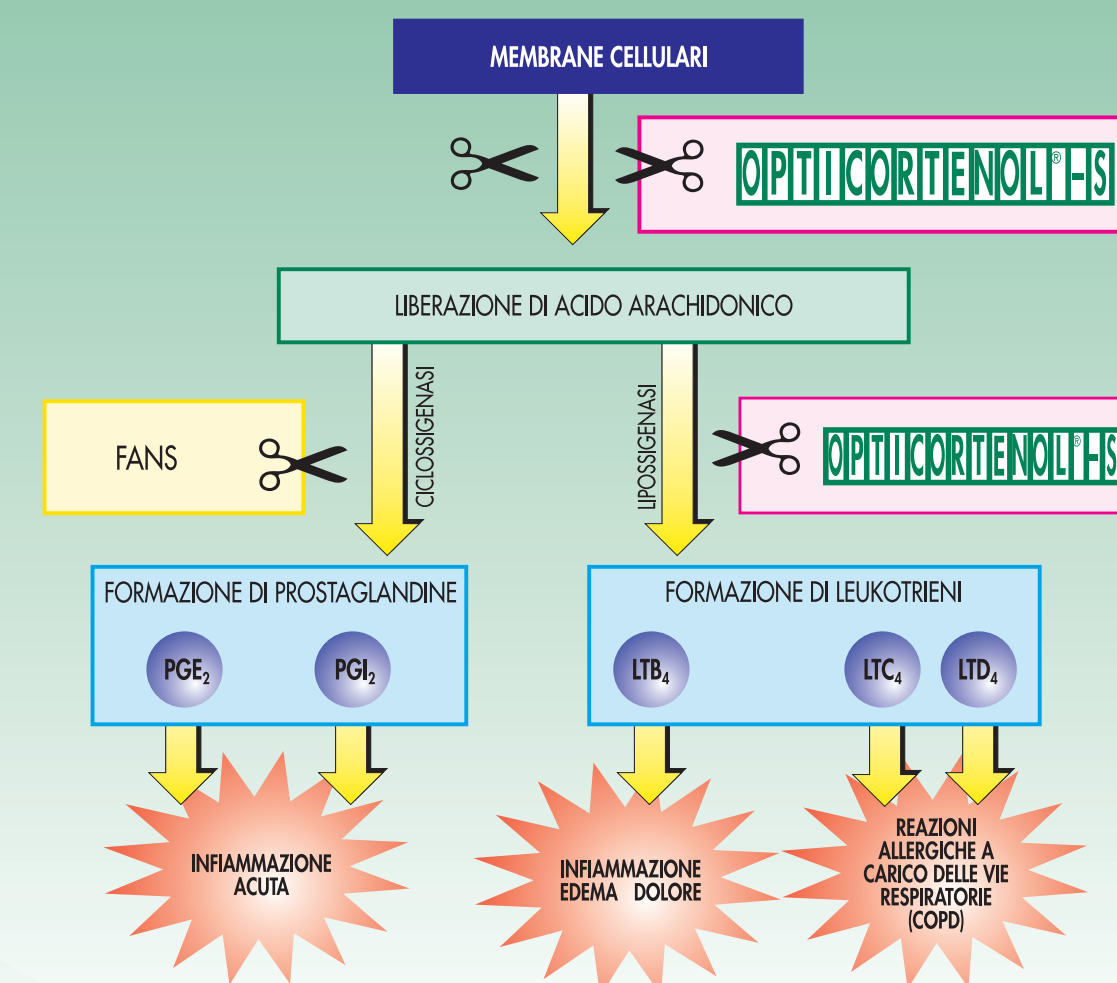 MEMBRANE CELLULARI
OPTICORTENOL®-S
LIBERAZIONE DI ACIDO ARACHIDONICO
CICLOSSIGENASI
LIPOSSIGENASI
FANS
OPTICORTENOL®-S
FORMAZIONE DI PROSTAGLANDINE
PGE₂ PGI₂
FORMAZIONE DI LEUKOTRIENI
LTB₄ LTC₄ LTD₄
INFIAMMAZIONE
ACUTA
INFIAMMAZIONE
EDEMA DOLORE
REAZIONI
ALLERGICHE A
CARICO DELLE VIE
RESPIRATORIE
(COPD)